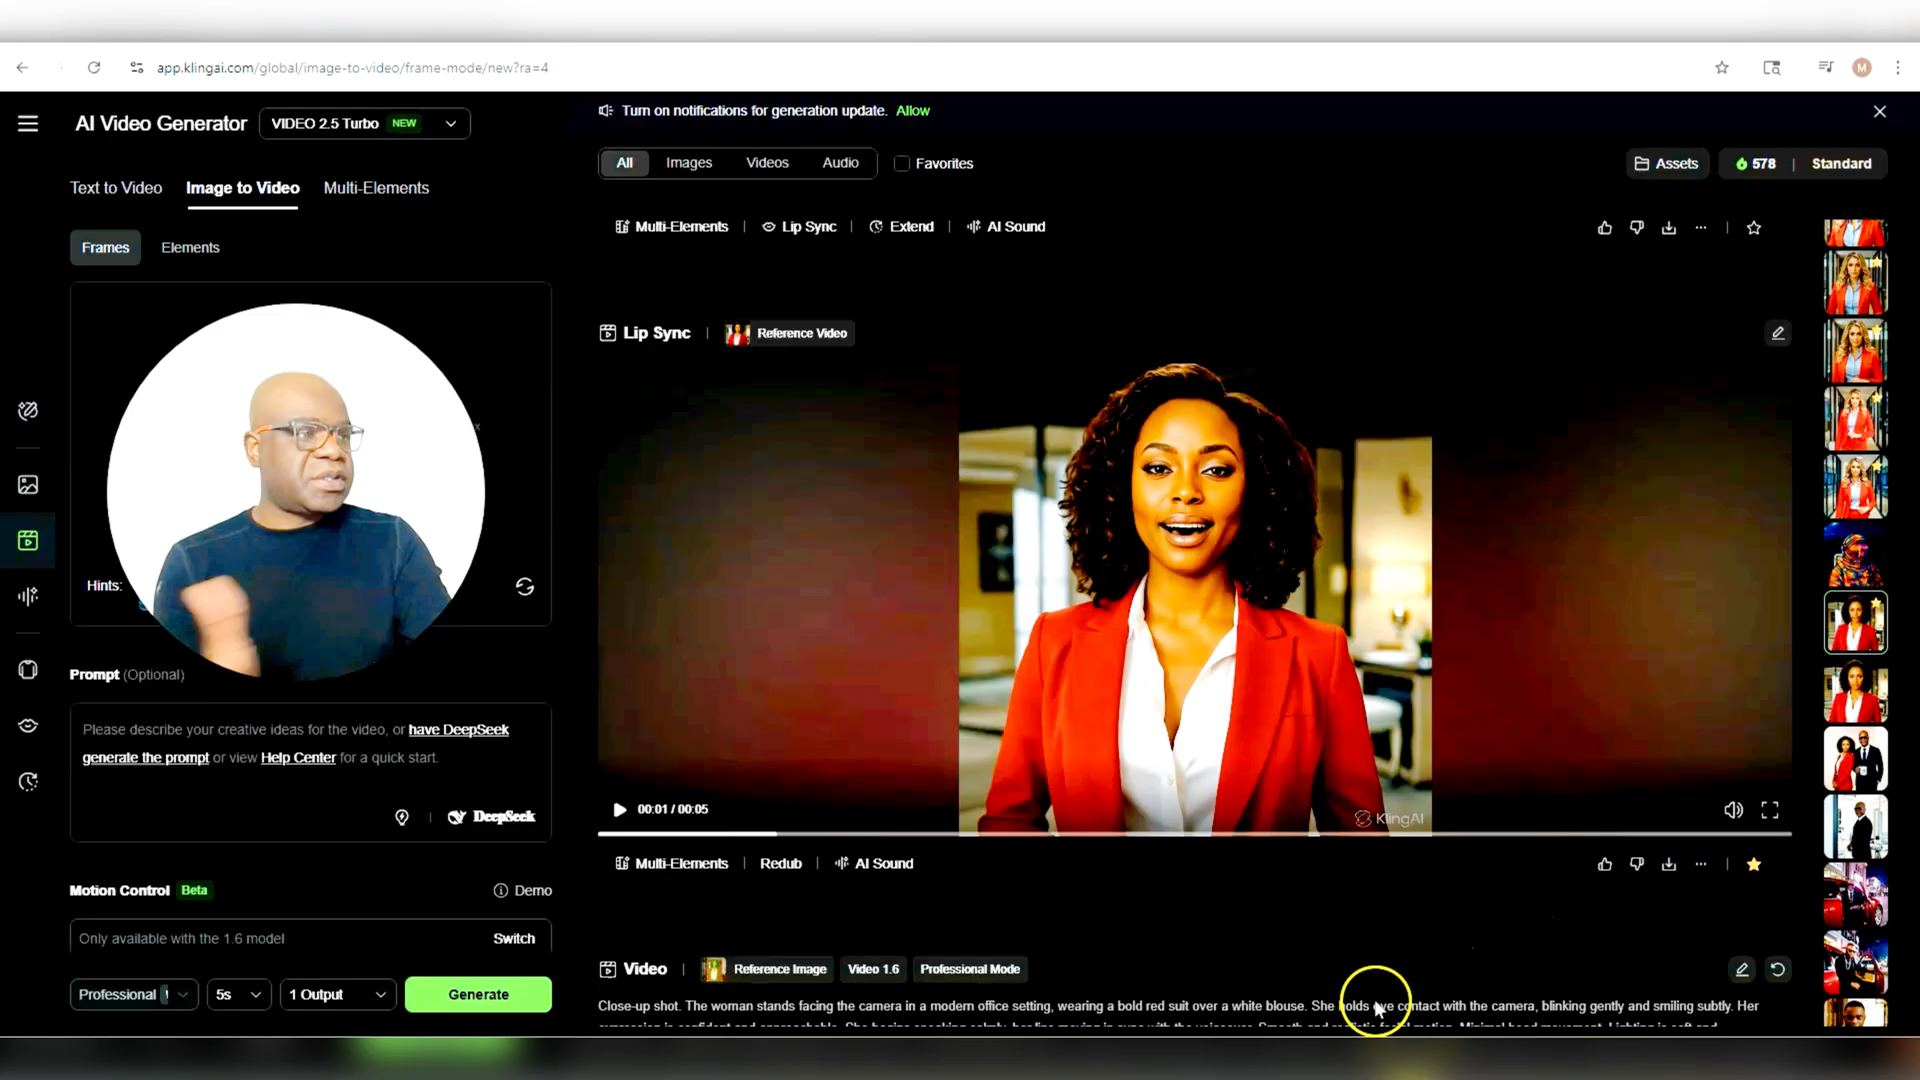 app.klingai.com/global/image-to-video/frame-mode/new?ra=4
M
AI Video Generator
VIDEO 2.5 Turbo NEW
Turn on notifications for generation update. Allow
All Images Videos Audio Favorites
Assets
578 | Standard
Text to Video Image to Video Multi-Elements
Frames Elements
Multi-Elements | Lip Sync | Extend | AI Sound
Lip Sync | Reference Video
Hints:
Prompt (Optional)
Please describe your creative ideas for the video, or have DeepSeek
generate the prompt or view Help Center for a quick start.
DeepSeek
00:01 / 00:05
KlingAI
Multi-Elements | Redub | AI Sound
Motion Control Beta
Demo
Only available with the 1.6 model Switch
Professional
5s
1 Output
Generate
Video | Reference Image Video 1.6 Professional Mode
Close-up shot. The woman stands facing the camera in a modern office setting, wearing a bold red suit over a white blouse. She holds eye contact with the camera, blinking gently and smiling subtly. Her